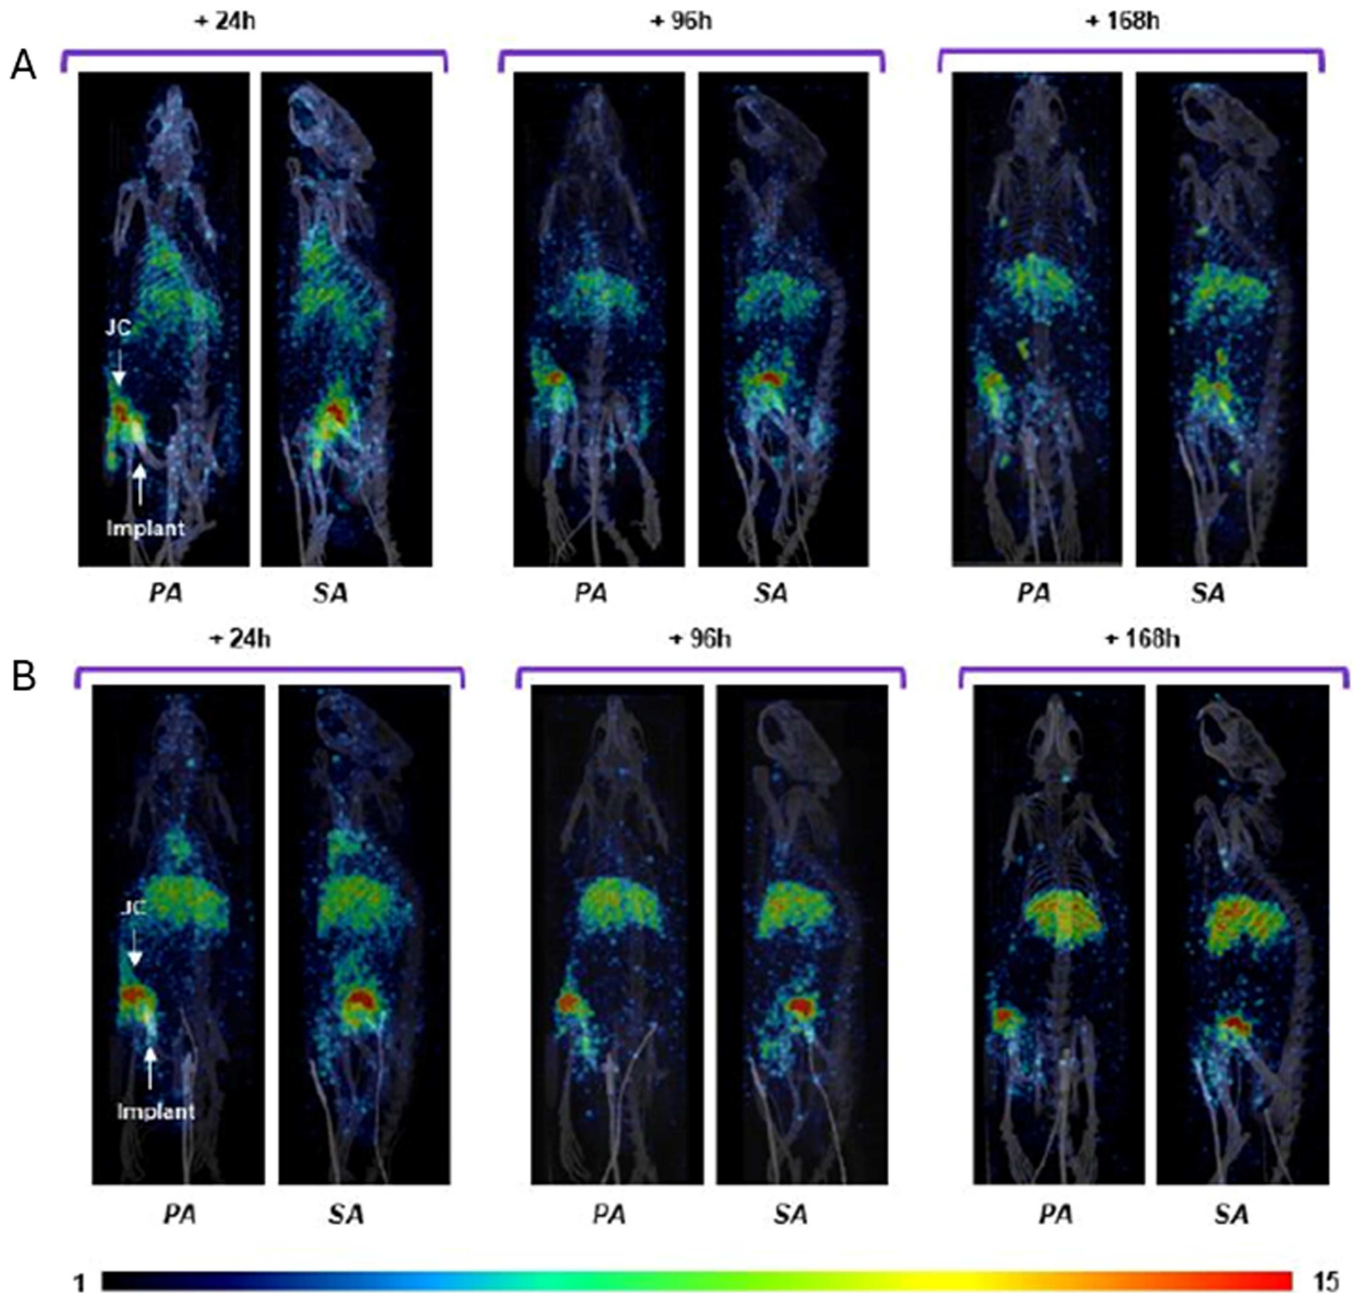 + 24h + 96h + 168h
A
JC
Implant
PA SA PA SA PA SA
+ 24h + 96h + 168h
B
JC
Implant
PA SA PA SA PA SA
1 15